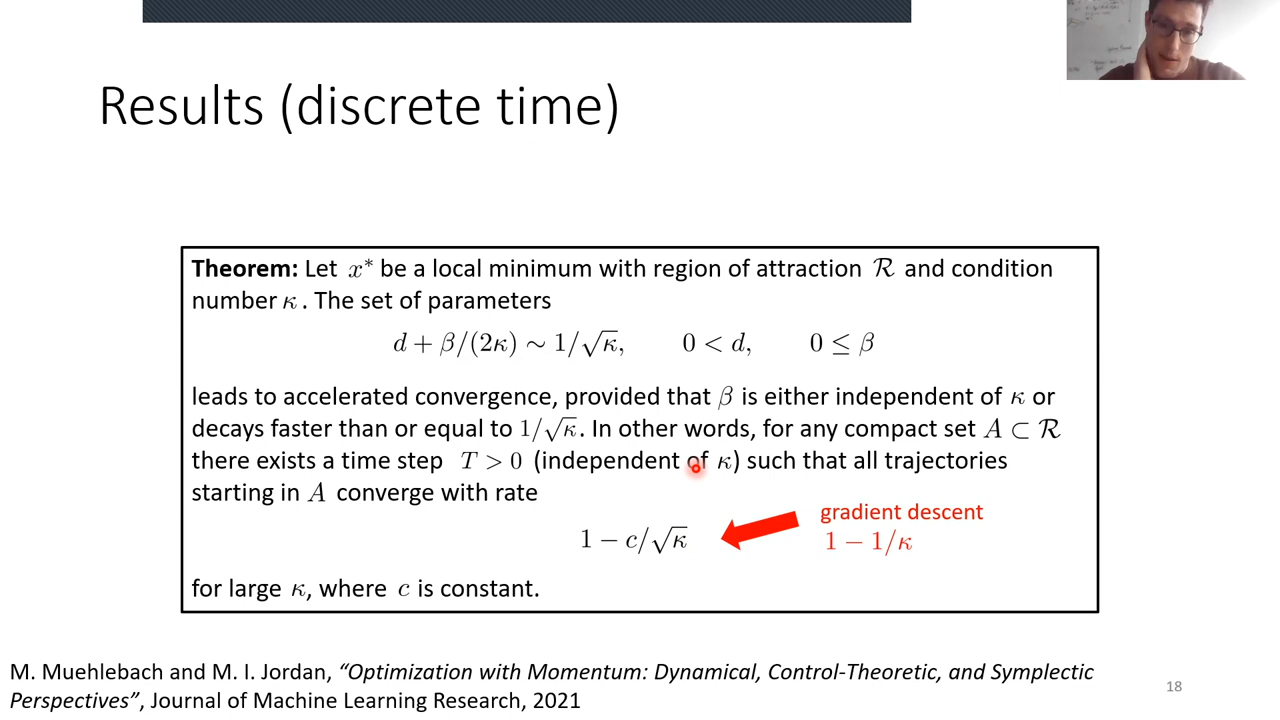 Results (discrete time)
Theorem: Let x* be a local minimum with region of attraction ℛ and condition
number κ. The set of parameters
d + β/(2κ) ∼ 1/√κ, 0 < d, 0 ≤ β
leads to accelerated convergence, provided that β is either independent of κ or
decays faster than or equal to 1/√κ. In other words, for any compact set A ⊂ ℛ
there exists a time step T > 0 (independent of κ) such that all trajectories
starting in A converge with rate
gradient descent
1 − c/√κ
1 − 1/κ
for large κ, where c is constant.
M. Muehlebach and M. I. Jordan, “Optimization with Momentum: Dynamical, Control-Theoretic, and Symplectic
Perspectives”, Journal of Machine Learning Research, 2021
18